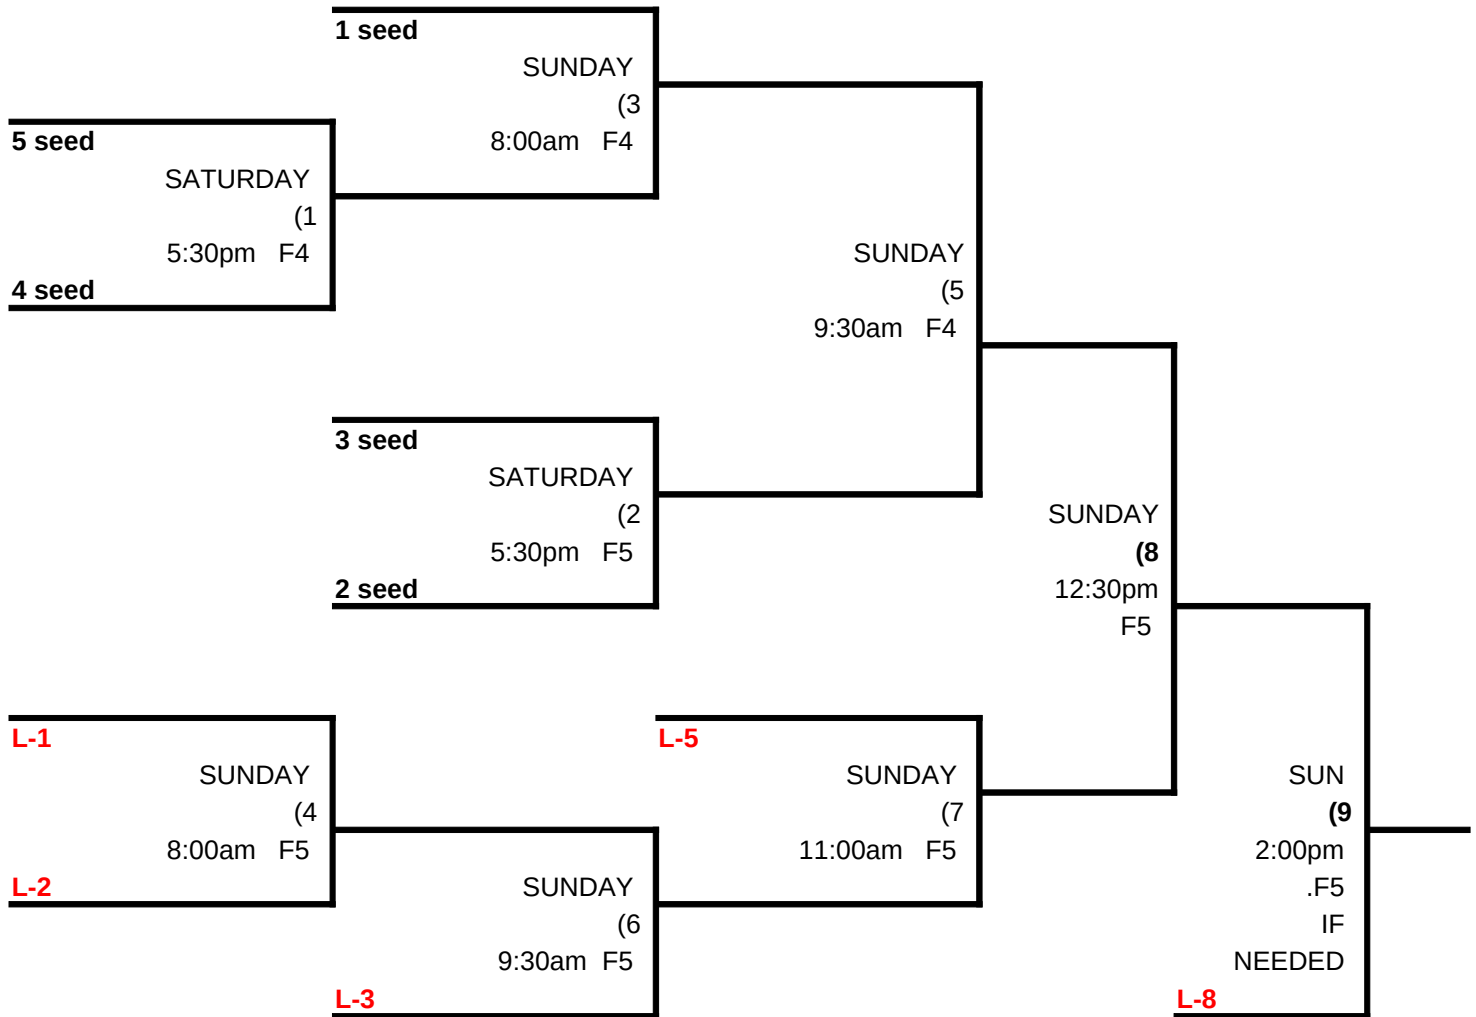 1 seed
SUNDAY
(3
8:00am F4
5 seed
SATURDAY
(1
5:30pm F4
4 seed
SUNDAY
(5
9:30am F4
3 seed
SATURDAY
(2
5:30pm F5
2 seed
SUNDAY
(8
12:30pm
F5
L-1
SUNDAY
(4
8:00am F5
L-2
L-5
SUNDAY
(7
11:00am F5
SUNDAY
(6
9:30am F5
L-3
SUN
(9
2:00pm
.F5
IF
NEEDED
L-8